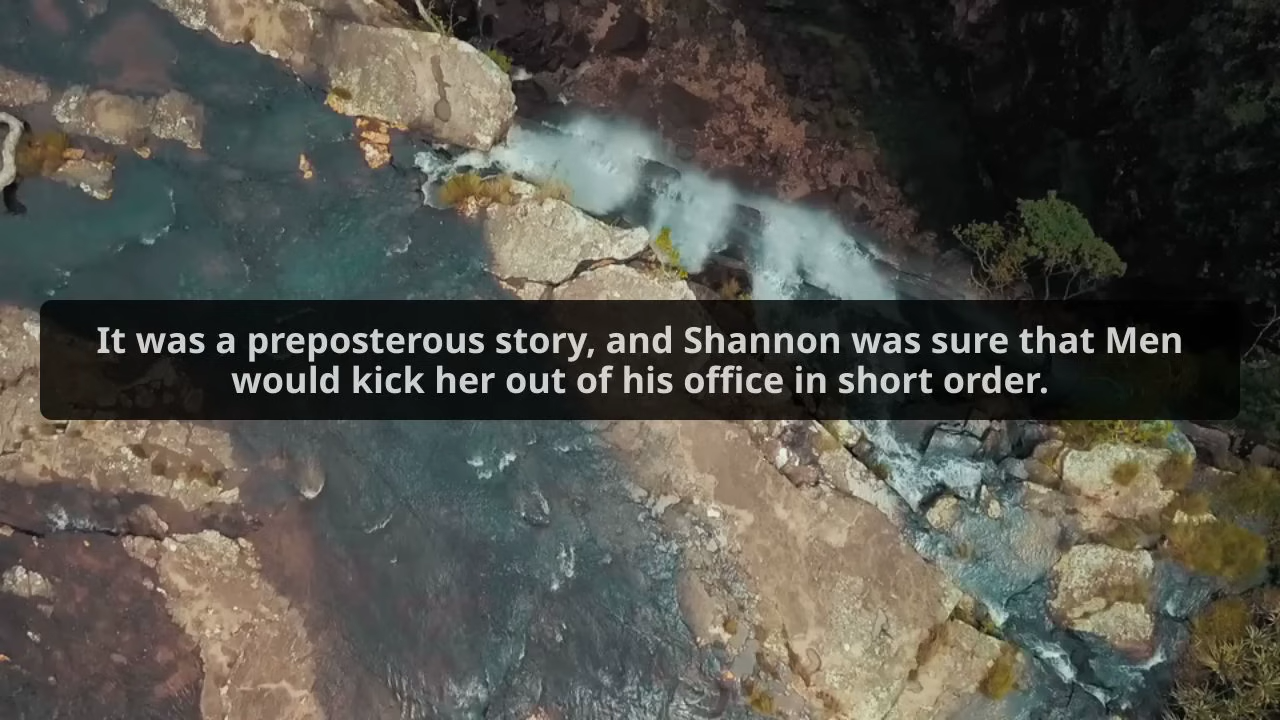 It was a preposterous story, and Shannon was sure that Men
would kick her out of his office in short order.